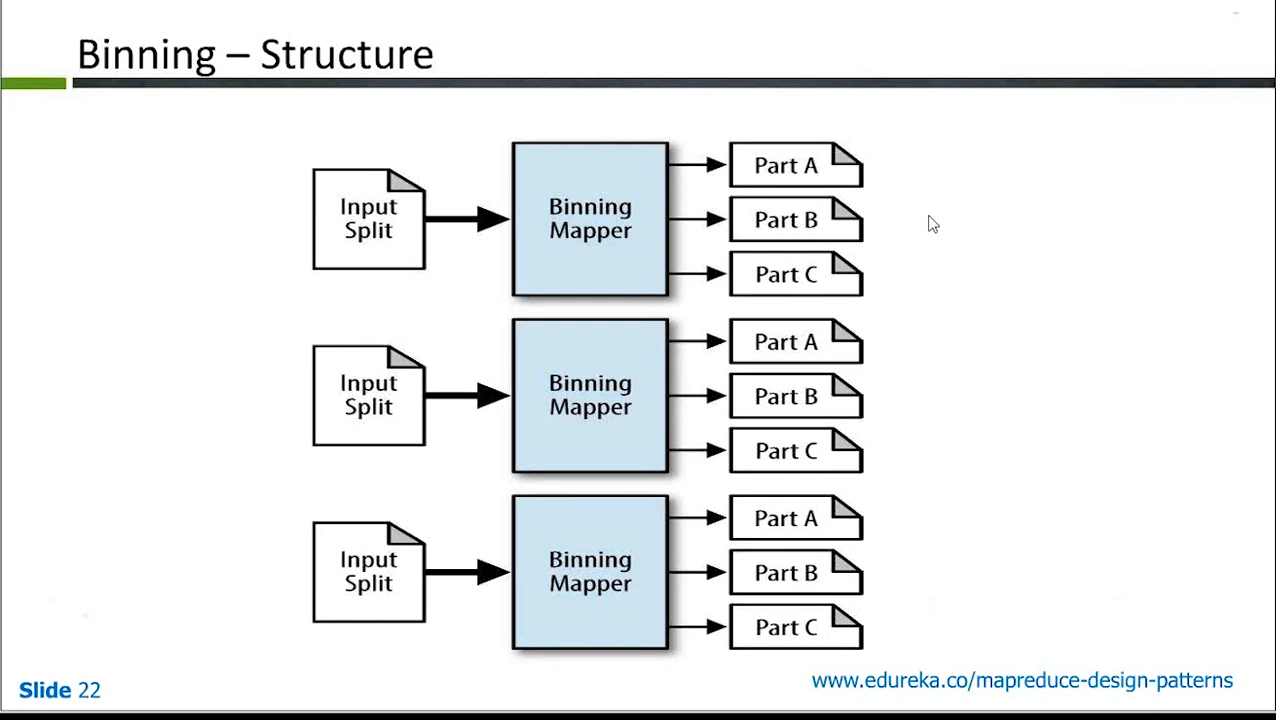 Binning – Structure
Input
Split
Binning
Mapper
Part A
Part B
Part C
Input
Split
Binning
Mapper
Part A
Part B
Part C
Input
Split
Binning
Mapper
Part A
Part B
Part C
Slide 22
www.edureka.co/mapreduce-design-patterns